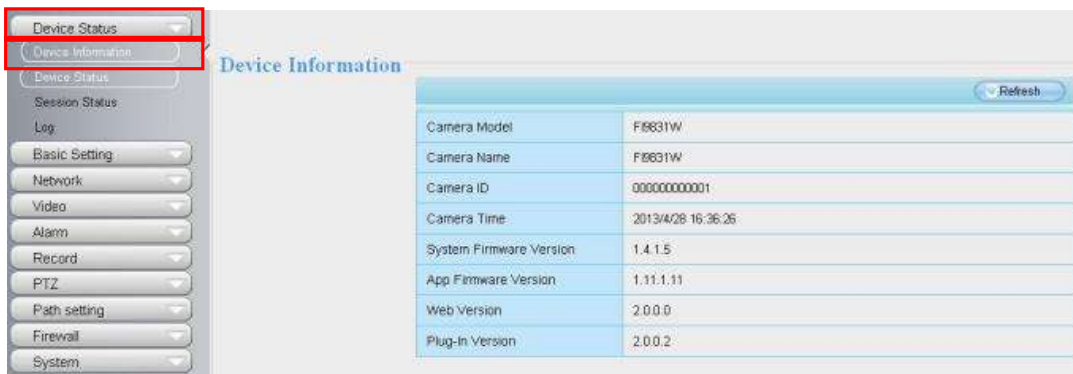 Device Status
Device Information
Device Status
Session Status
Log
Basic Setting
Network
Video
Alarm
Record
PTZ
Path setting
Firewall
System
Device Information
Refresh
Camera Model FI9831W
Camera Name FI9831W
Camera ID 000000000001
Camera Time 2013/4/28 16:36:26
System Firmware Version 1.4.1.5
App Firmware Version 1.11.1.11
Web Version 2.0.0.0
Plug-In Version 2.0.0.2